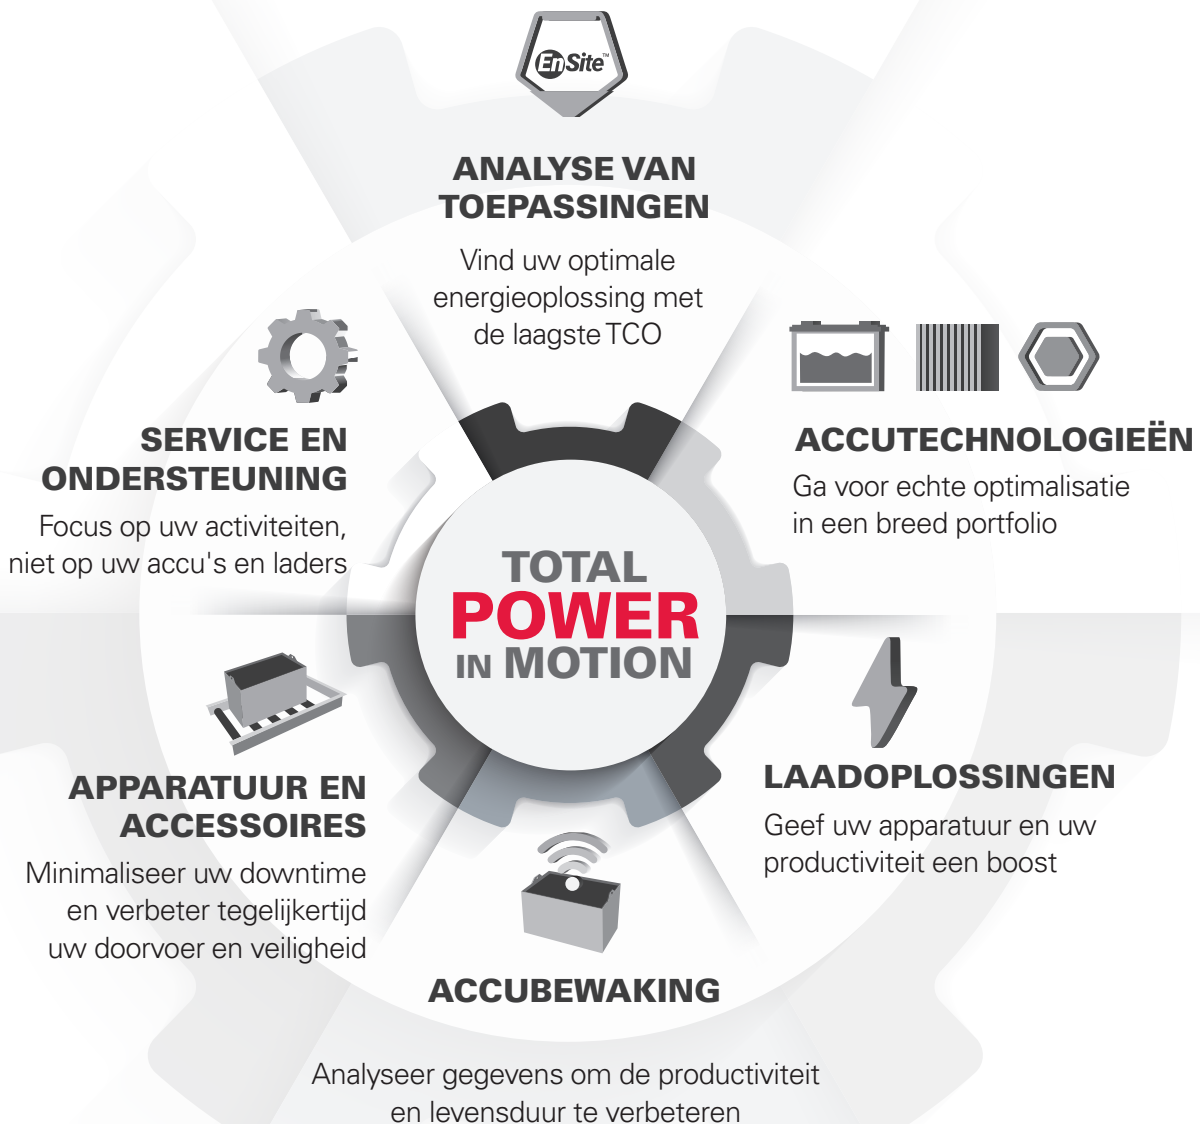 EnSite™
ANALYSE VAN
TOEPASSINGEN
Vind uw optimale
energieoplossing met
de laagste TCO
ACCUTECHNOLOGIEËN
Ga voor echte optimalisatie
in een breed portfolio
SERVICE EN
ONDERSTEUNING
Focus op uw activiteiten,
niet op uw accu's en laders
TOTAL
POWER
IN MOTION
LAADOPLOSSINGEN
Geef uw apparatuur en uw
productiviteit een boost
APPARATUUR EN
ACCESSOIRES
Minimaliseer uw downtime
en verbeter tegelijkertijd
uw doorvoer en veiligheid
ACCUBEWAKING
Analyseer gegevens om de productiviteit
en levensduur te verbeteren